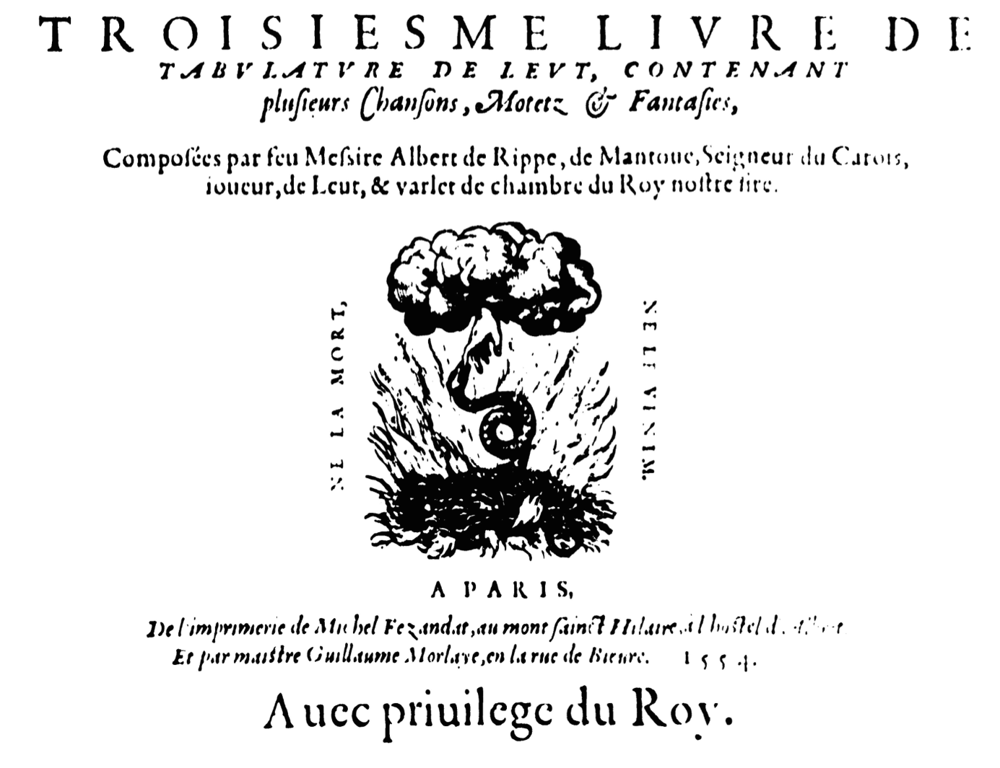 TROISIESME LIVRE DE
TABVLATVRE DE LEVT, CONTENANT
pluſieurs Chanſons, Motetz & Fantaſies,
Compoſées par feu Meſsire Albert de Rippe, de Mantoue, Seigneur du Carois,
ioueur, de Leut, & varlet de chambre du Roy noſtre ſire.
NE LA MORT,
NE LE VENIM.
A PARIS,
De l'imprimerie de Michel Fezandat, au mont ſainct Hilaire, à l hoſtel d'
Et par maiſtre Guillaume Morlaye, en la rue de Bieure. 1554.
Auec priuilege du Roy.